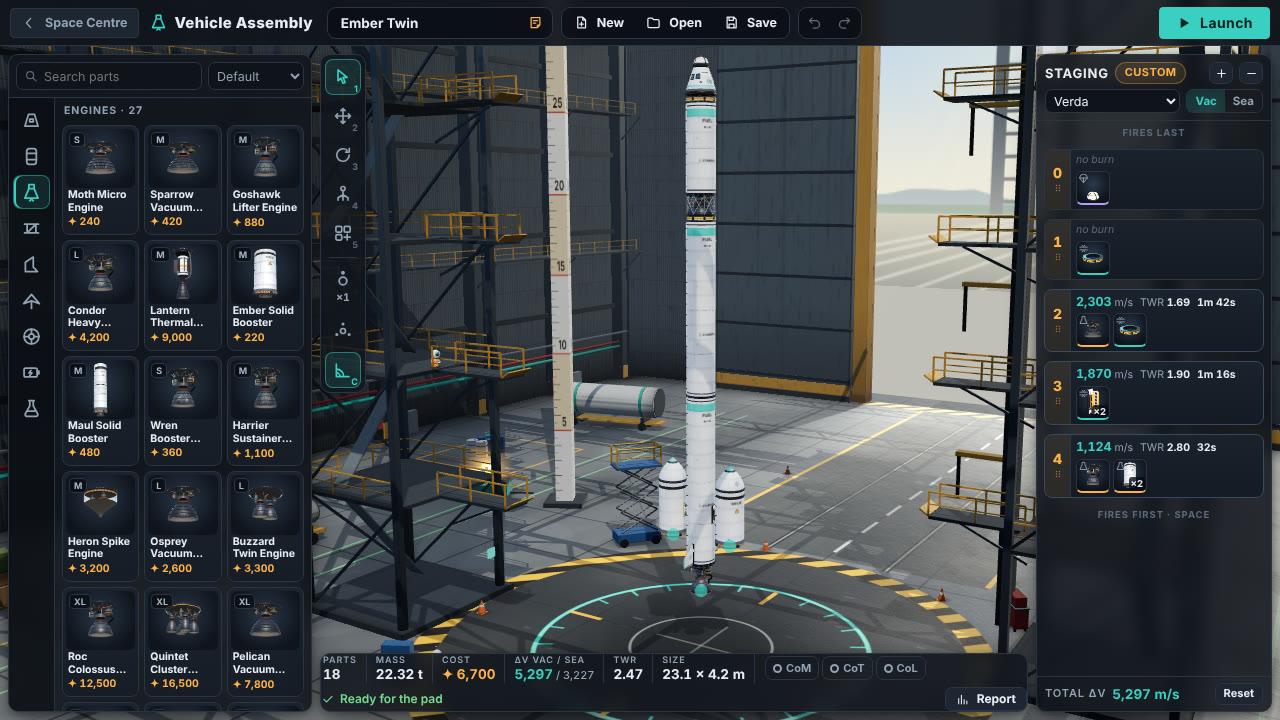 Space Centre
Vehicle Assembly
Ember Twin
New
Open
Save
Launch
Search parts
Default
ENGINES · 27
S
Moth Micro
Engine
240
M
Sparrow
Vacuum...
420
M
Goshawk
Lifter Engine
880
L
Condor
Heavy...
4,200
M
Lantern
Thermal...
9,000
M
Ember Solid
Booster
220
M
Maul Solid
Booster
480
S
Wren
Booster...
360
M
Harrier
Sustainer...
1,100
M
Heron Spike
Engine
3,200
L
Osprey
Vacuum...
2,600
L
Buzzard
Twin Engine
3,300
XL
Roc
Colossus...
12,500
XL
Quintet
Cluster...
16,500
XL
Pelican
Vacuum...
7,800
1
2
3
4
5
×1
C
25
20
15
10
5
STAGING
CUSTOM
+
−
Verda
Vac
Sea
FIRES LAST
0
no burn
1
no burn
2
2,303 m/s TWR 1.69 1m 42s
3
1,870 m/s TWR 1.90 1m 16s
×2
4
1,124 m/s TWR 2.80 32s
×2
FIRES FIRST · SPACE
TOTAL ΔV 5,297 m/s
Reset
PARTS
18
MASS
22.32 t
COST
6,700
ΔV VAC / SEA
5,297 / 3,227
TWR
2.47
SIZE
23.1 × 4.2 m
CoM
CoT
CoL
Ready for the pad
Report